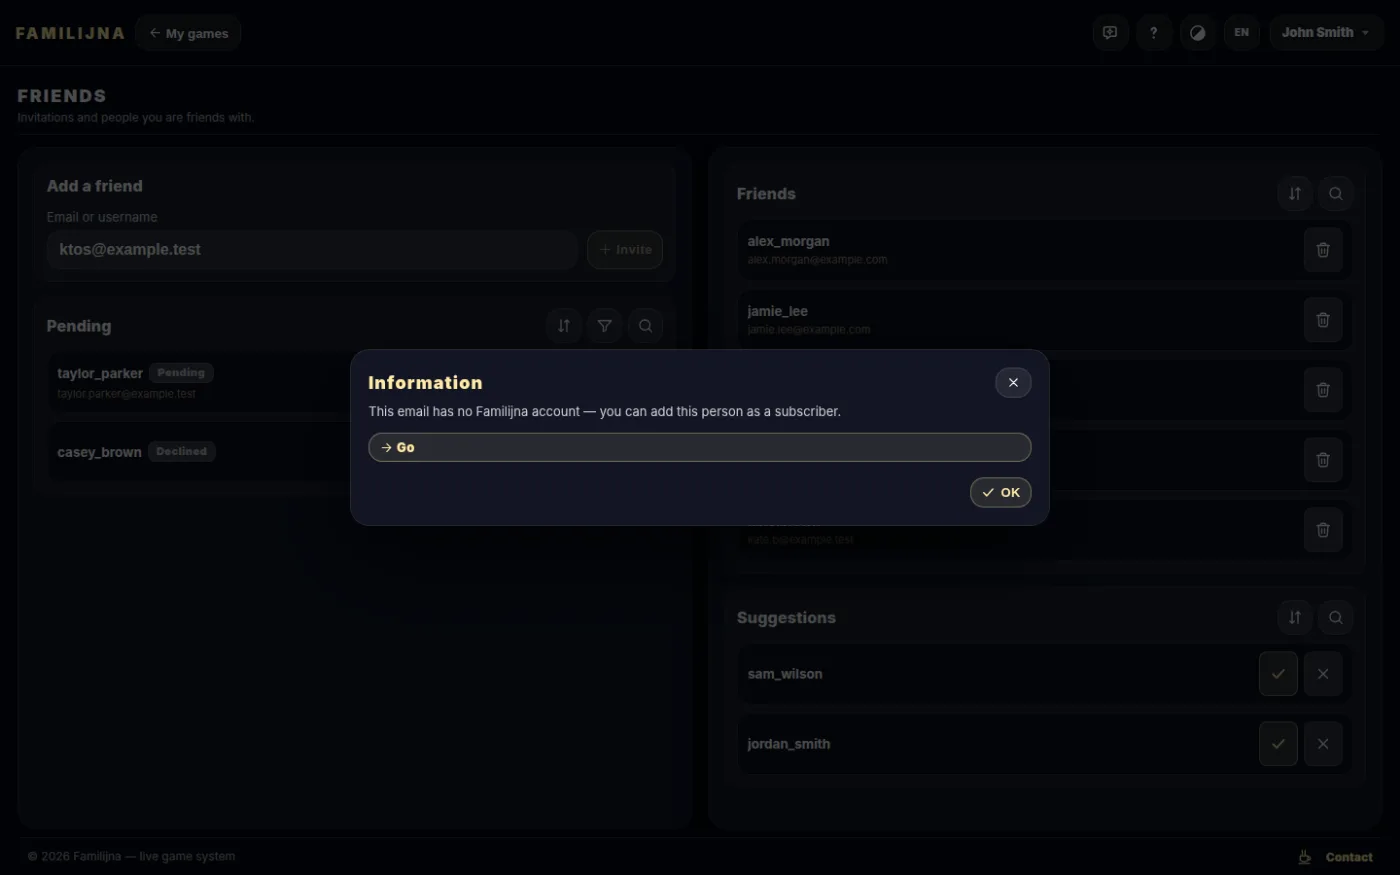 FAMILIJNA
My games
?
EN
John Smith
FRIENDS
Invitations and people you are friends with.
Add a friend
Email or username
ktos@example.test
+ Invite
Pending
taylor_parker Pending
taylor.parker@example.test
casey_brown Declined
Friends
alex_morgan
alex.morgan@example.com
jamie_lee
jamie.lee@example.com
kate.b@example.test
Information
This email has no Familijna account — you can add this person as a subscriber.
→ Go
OK
Suggestions
sam_wilson
jordan_smith
© 2026 Familijna — live game system
Contact